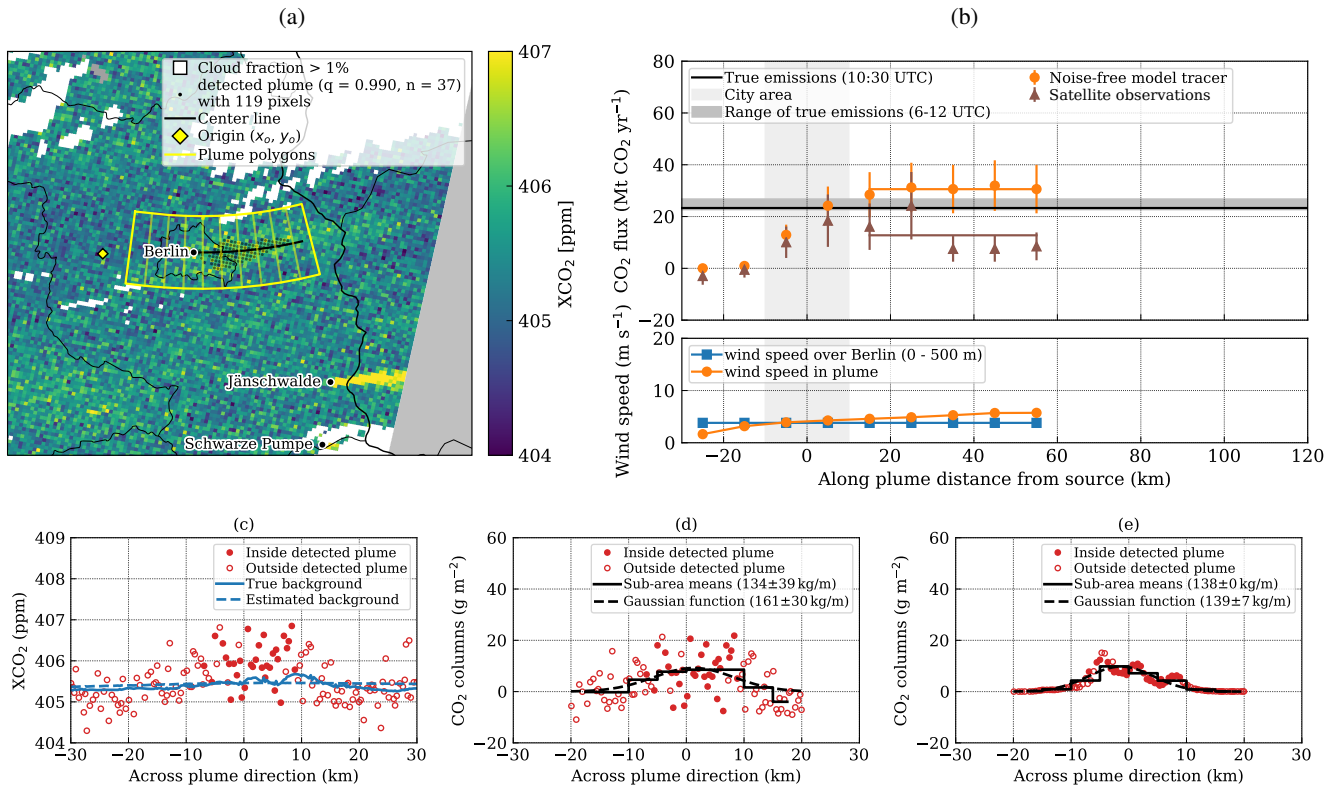 (a)
Cloud fraction > 1%
detected plume (q = 0.990, n = 37)
with 119 pixels
Center line
Origin (xₒ, yₒ)
Plume polygons
Berlin
Jänschwalde
Schwarze Pumpe
407
406
405
404
XCO₂ [ppm]
(b)
True emissions (10:30 UTC)
City area
Range of true emissions (6-12 UTC)
Noise-free model tracer
Satellite observations
CO₂ flux (Mt CO₂ yr⁻¹)
80
60
40
20
0
−20
wind speed over Berlin (0 - 500 m)
wind speed in plume
Wind speed (m s⁻¹)
20
10
0
−20 0 20 40 60 80 100 120
Along plume distance from source (km)
(c)
Inside detected plume
Outside detected plume
True background
Estimated background
XCO₂ (ppm)
409
408
407
406
405
404
−30 −20 −10 0 10 20 30
Across plume direction (km)
(d)
Inside detected plume
Outside detected plume
Sub-area means (134±39 kg/m)
Gaussian function (161±30 kg/m)
CO₂ columns (g m⁻²)
60
40
20
0
−20
−30 −20 −10 0 10 20 30
Across plume direction (km)
(e)
Inside detected plume
Outside detected plume
Sub-area means (138±0 kg/m)
Gaussian function (139±7 kg/m)
CO₂ columns (g m⁻²)
60
40
20
0
−20
−30 −20 −10 0 10 20 30
Across plume direction (km)